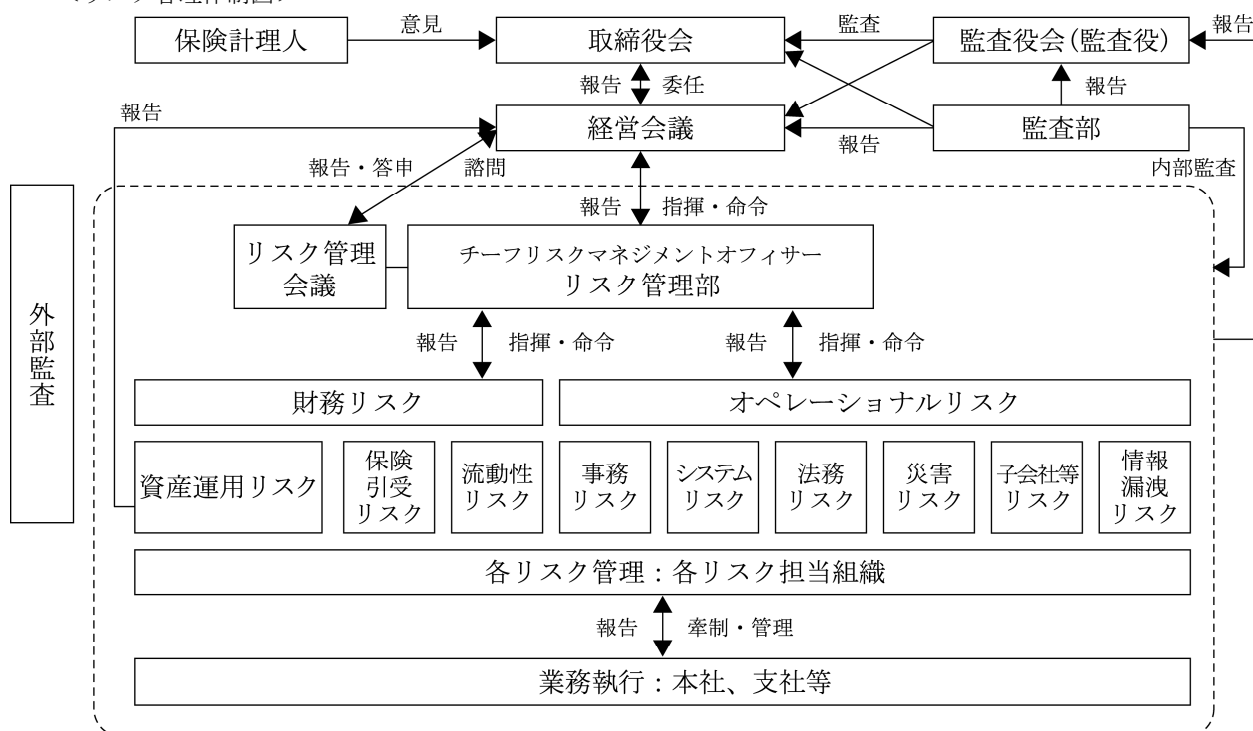 保険計理人
意見
取締役会
監査
監査役会(監査役)
報告
報告
委任
報告
報告
経営会議
報告
監査部
報告・答申
諮問
内部監査
報告
指揮・命令
リスク管理
会議
チーフリスクマネジメントオフィサー
リスク管理部
外部監査
報告
指揮・命令
報告
指揮・命令
財務リスク
オペレーショナルリスク
資産運用リスク
保険
引受
リスク
流動性
リスク
事務
リスク
システム
リスク
法務
リスク
災害
リスク
子会社等
リスク
情報
漏洩
リスク
各リスク管理：各リスク担当組織
報告
牽制・管理
業務執行：本社、支社等